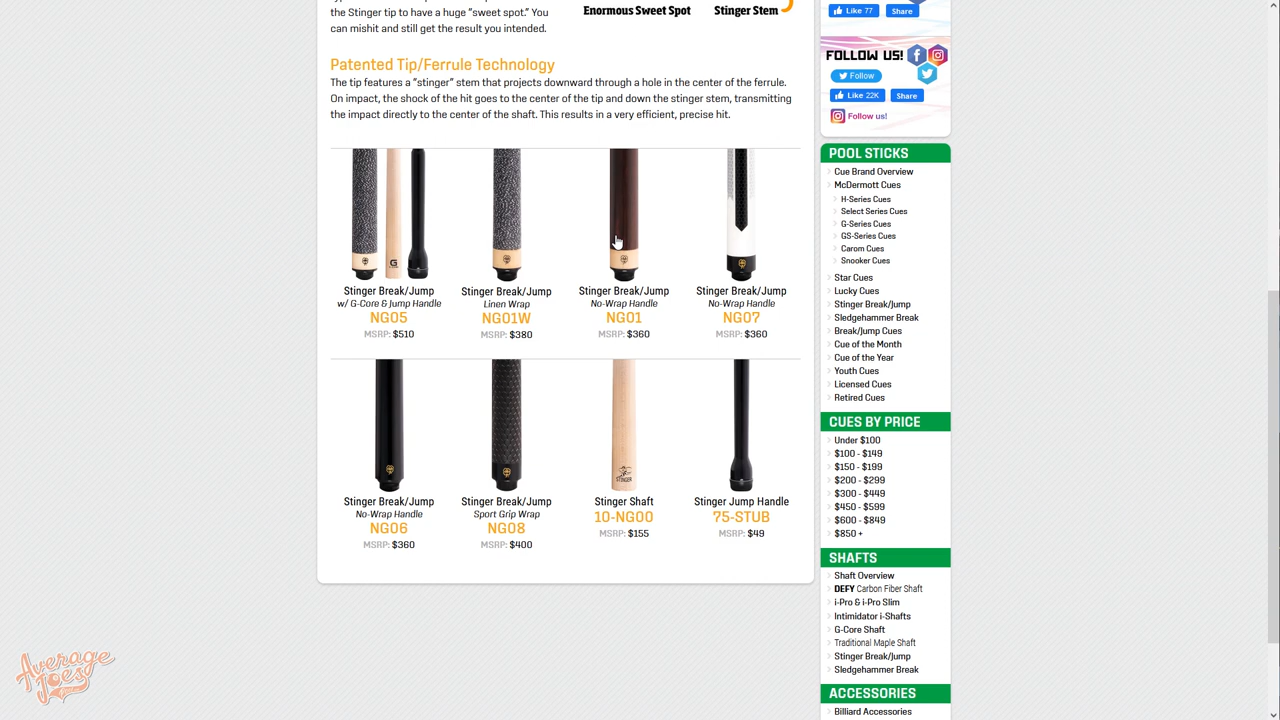 the Stinger tip to have a huge “sweet spot.” You
can mishit and still get the result you intended.
Enormous Sweet Spot
Stinger Stem
Patented Tip/Ferrule Technology
The tip features a “stinger” stem that projects downward through a hole in the center of the ferrule.
On impact, the shock of the hit goes to the center of the tip and down the stinger stem, transmitting
the impact directly to the center of the shaft. This results in a very efficient, precise hit.
G
STINGER
Stinger Break/Jump
w/ G-Core & Jump Handle
NG05
MSRP: $510
Stinger Break/Jump
Linen Wrap
NG01W
MSRP: $380
Stinger Break/Jump
No-Wrap Handle
NG01
MSRP: $360
Stinger Break/Jump
No-Wrap Handle
NG07
MSRP: $360
Stinger Break/Jump
No-Wrap Handle
NG06
MSRP: $360
Stinger Break/Jump
Sport Grip Wrap
NG08
MSRP: $400
Stinger Shaft
10-NG00
MSRP: $155
Stinger Jump Handle
75-STUB
MSRP: $49
Like 77
Share
FOLLOW US!
Follow
Like 22K
Share
Follow us!
POOL STICKS
Cue Brand Overview
McDermott Cues
H-Series Cues
Select Series Cues
G-Series Cues
GS-Series Cues
Carom Cues
Snooker Cues
Star Cues
Lucky Cues
Stinger Break/Jump
Sledgehammer Break
Break/Jump Cues
Cue of the Month
Cue of the Year
Youth Cues
Licensed Cues
Retired Cues
CUES BY PRICE
Under $100
$100 - $149
$150 - $199
$200 - $299
$300 - $449
$450 - $599
$600 - $849
$850 +
SHAFTS
Shaft Overview
DEFY Carbon Fiber Shaft
i-Pro & i-Pro Slim
Intimidator i-Shafts
G-Core Shaft
Traditional Maple Shaft
Stinger Break/Jump
Sledgehammer Break
ACCESSORIES
Billiard Accessories
Average
Joes